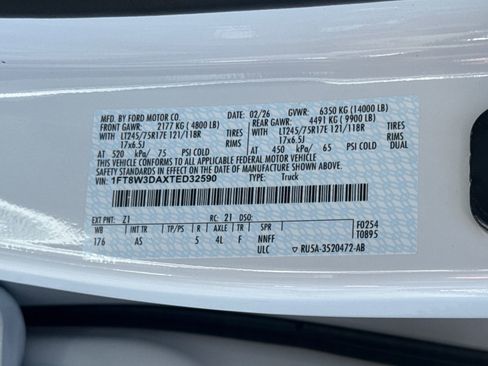 MFD. BY FORD MOTOR CO. DATE: 02/26 GVWR: 6350 KG (14000 LB)
FRONT GAWR: 2177 KG ( 4800 LB) REAR GAWR: 4491 KG ( 9900 LB)
LT245/75R17E 121/118R TIRES LT245/75R17E 121/118R TIRES
17x6.5J RIMS 17x6.5J RIMS
AT 520 kPa/ 75 PSI COLD AT 450 kPa/ 65 PSI COLD DUAL
THIS VEHICLE CONFORMS TO ALL APPLICABLE FEDERAL MOTOR VEHICLE
SAFETY STANDARDS IN EFFECT ON THE DATE OF MANUFACTURE SHOWN ABOVE.
VIN: 1FT8W3DAXTED32590 TYPE: Truck
EXT PNT: Z1 RC: 21 DSO: F0254
WB INT TR TP/PS R AXLE TR SPR T0895
176 AS 5 4L F NNFF
ULC RU5A-3520472-AB